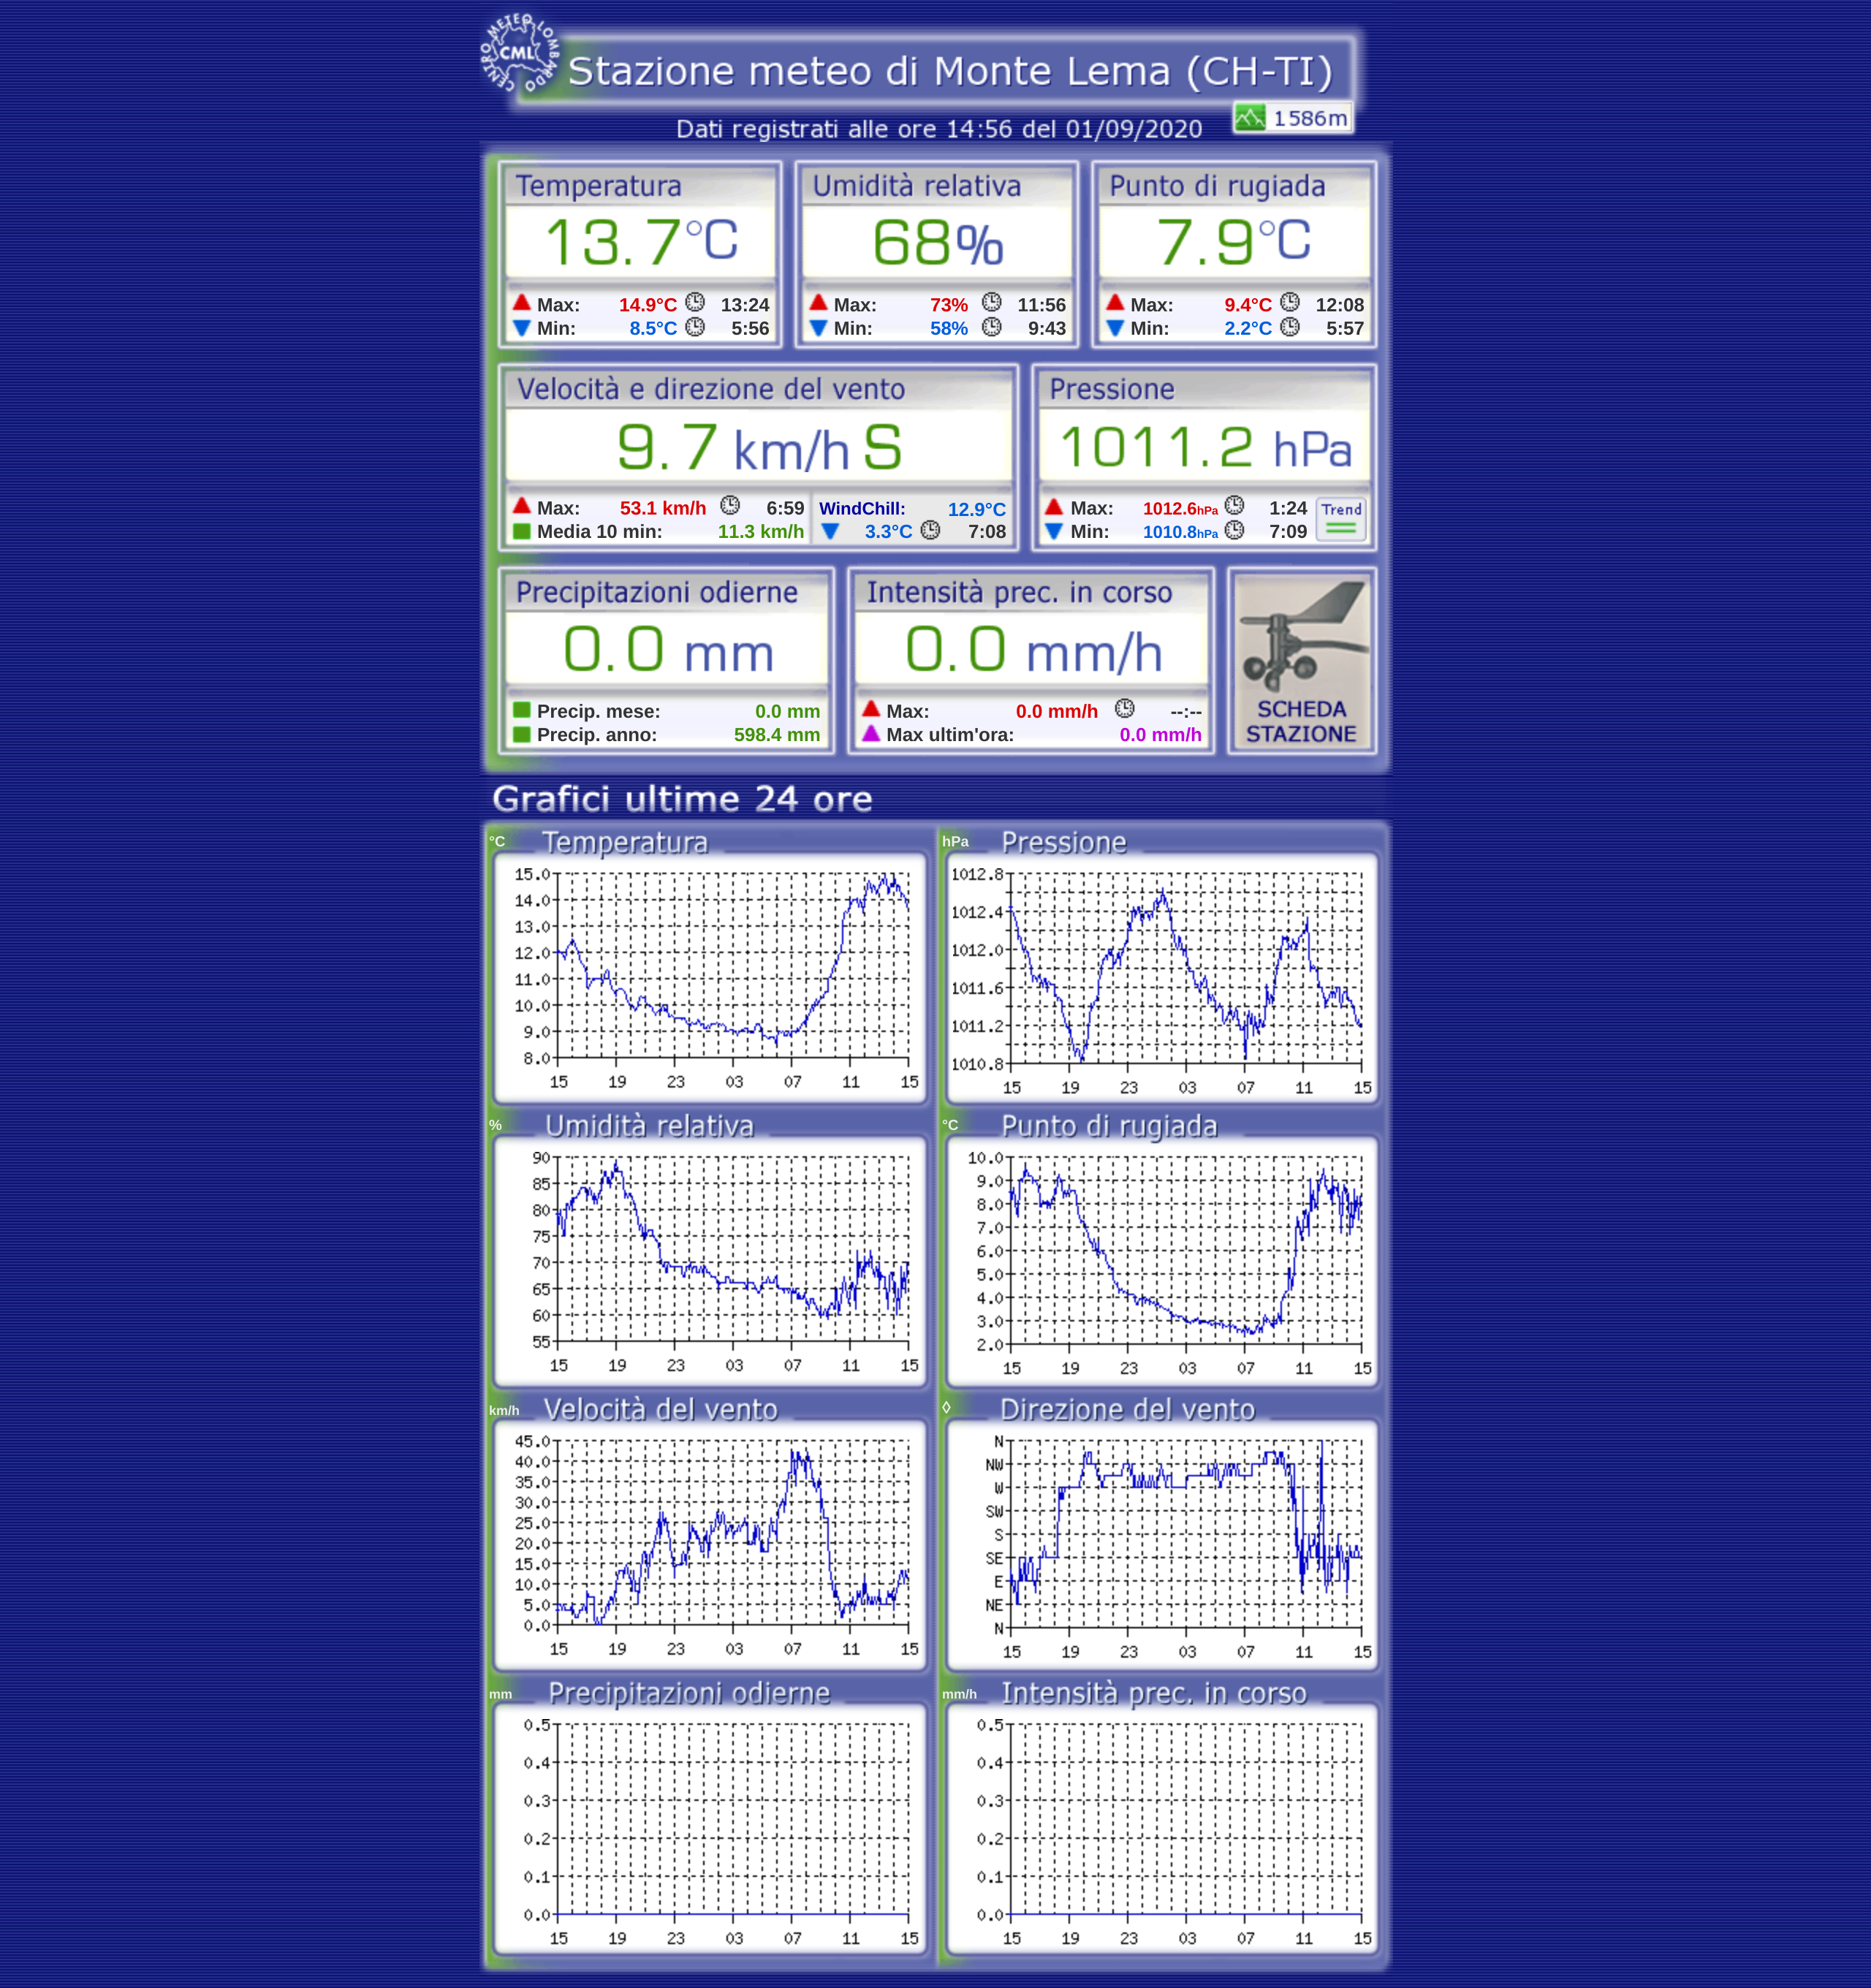 CENTRO METEO LOMBARDO
CML
Stazione meteo di Monte Lema (CH-TI)
1586m
Dati registrati alle ore 14:56 del 01/09/2020
Temperatura
13.7°C
Max: 14.9°C 13:24
Min: 8.5°C 5:56
Umidità relativa
68%
Max: 73% 11:56
Min: 58% 9:43
Punto di rugiada
7.9°C
Max: 9.4°C 12:08
Min: 2.2°C 5:57
Velocità e direzione del vento
9.7 km/h S
Max: 53.1 km/h 6:59
Media 10 min: 11.3 km/h
WindChill: 12.9°C
3.3°C 7:08
Pressione
1011.2 hPa
Max: 1012.6hPa 1:24
Min: 1010.8hPa 7:09
Trend
Precipitazioni odierne
0.0 mm
Precip. mese: 0.0 mm
Precip. anno: 598.4 mm
Intensità prec. in corso
0.0 mm/h
Max: 0.0 mm/h --:--
Max ultim'ora: 0.0 mm/h
SCHEDA
STAZIONE
Grafici ultime 24 ore
°C Temperatura
15.0
14.0
13.0
12.0
11.0
10.0
9.0
8.0
15 19 23 03 07 11 15
hPa Pressione
1012.8
1012.4
1012.0
1011.6
1011.2
1010.8
15 19 23 03 07 11 15
% Umidità relativa
90
85
80
75
70
65
60
55
15 19 23 03 07 11 15
°C Punto di rugiada
10.0
9.0
8.0
7.0
6.0
5.0
4.0
3.0
2.0
15 19 23 03 07 11 15
km/h Velocità del vento
45.0
40.0
35.0
30.0
25.0
20.0
15.0
10.0
5.0
0.0
15 19 23 03 07 11 15
◊ Direzione del vento
N
NW
W
SW
S
SE
E
NE
N
15 19 23 03 07 11 15
mm Precipitazioni odierne
0.5
0.4
0.3
0.2
0.1
0.0
15 19 23 03 07 11 15
mm/h Intensità prec. in corso
0.5
0.4
0.3
0.2
0.1
0.0
15 19 23 03 07 11 15